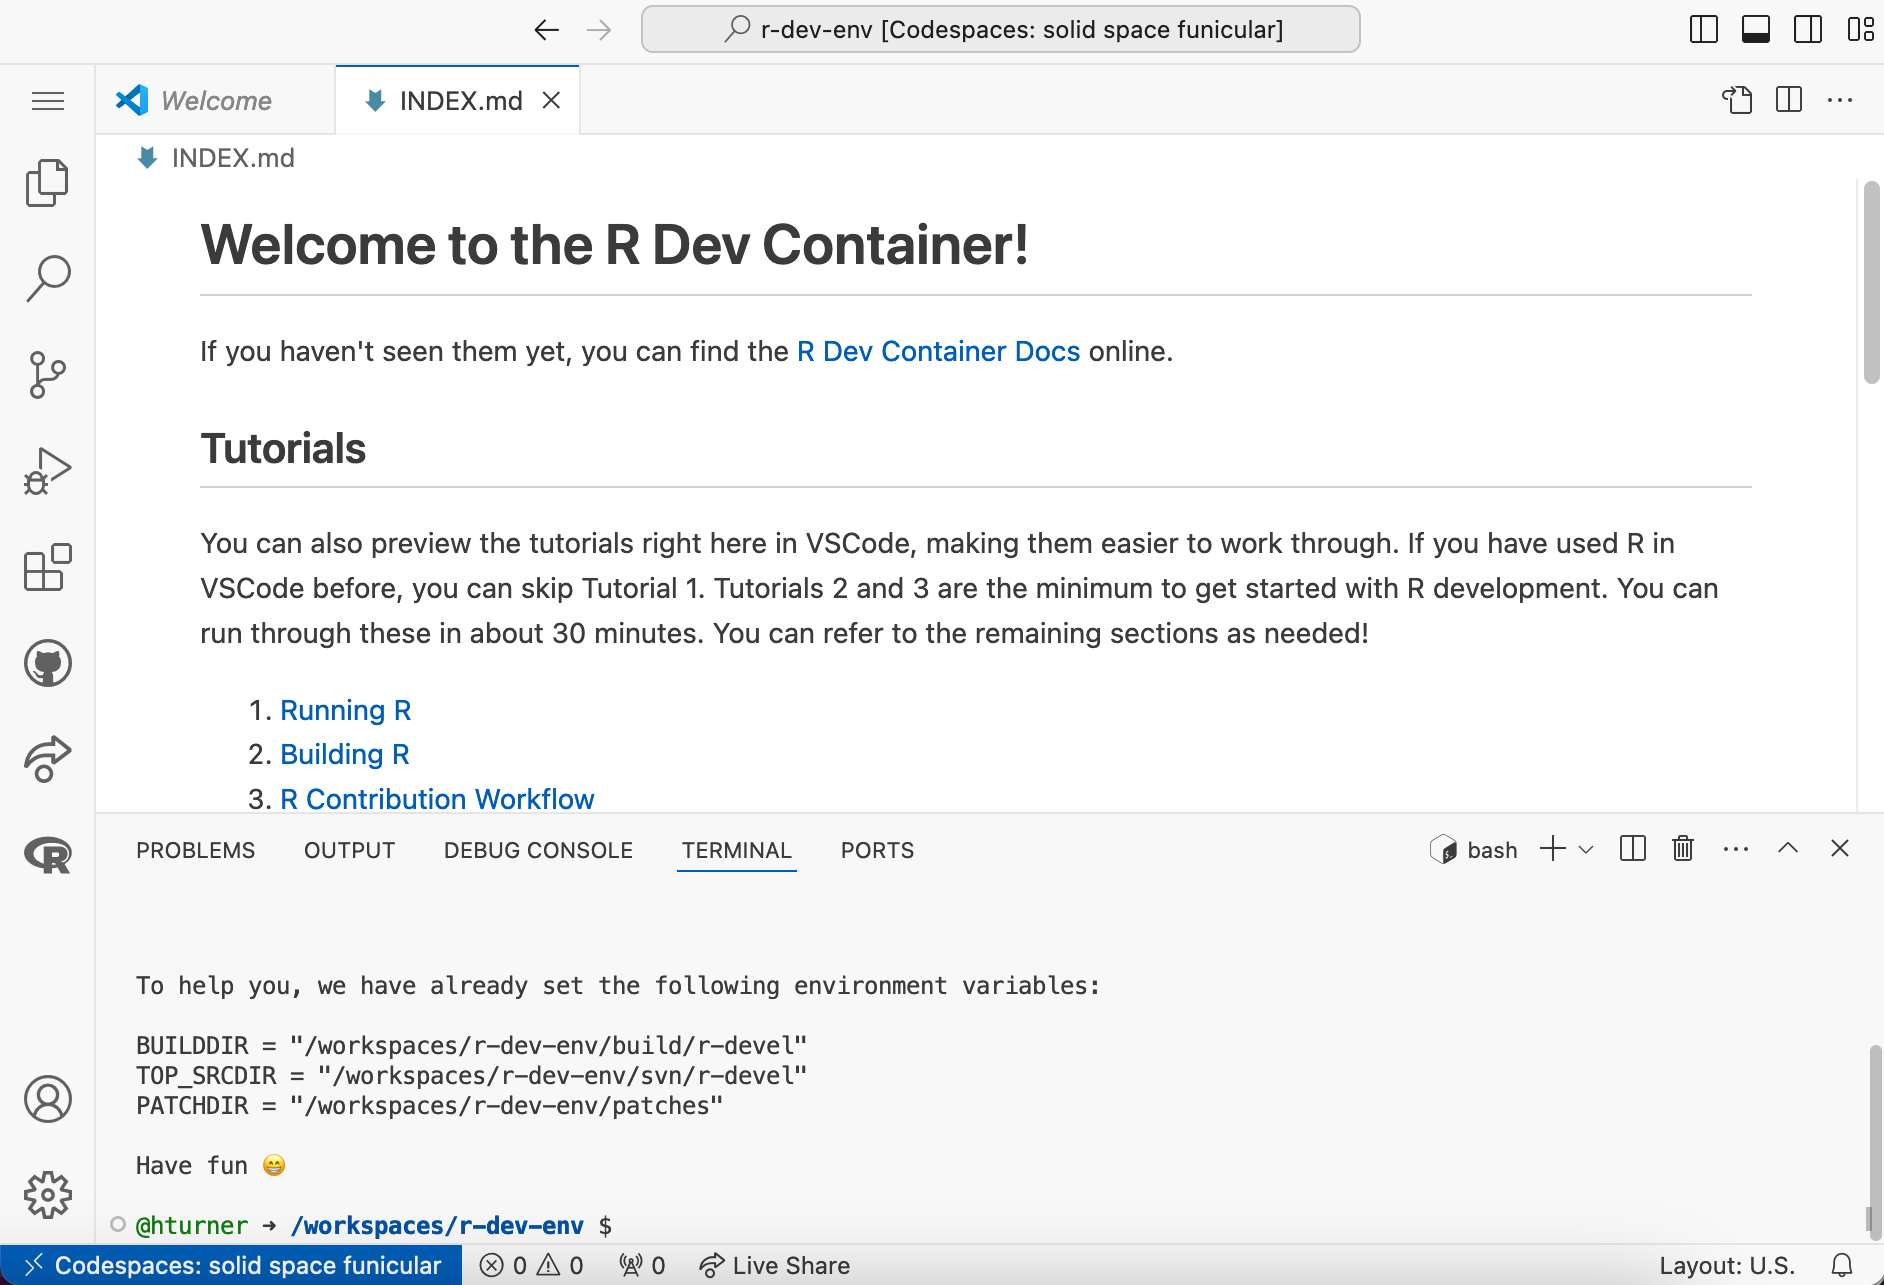 r-dev-env [Codespaces: solid space funicular]
Welcome
INDEX.md
INDEX.md
Welcome to the R Dev Container!
If you haven't seen them yet, you can find the R Dev Container Docs online.
Tutorials
You can also preview the tutorials right here in VSCode, making them easier to work through. If you have used R in
VSCode before, you can skip Tutorial 1. Tutorials 2 and 3 are the minimum to get started with R development. You can
run through these in about 30 minutes. You can refer to the remaining sections as needed!
1. Running R
2. Building R
3. R Contribution Workflow
PROBLEMS OUTPUT DEBUG CONSOLE TERMINAL PORTS bash
To help you, we have already set the following environment variables:
BUILDDIR = "/workspaces/r-dev-env/build/r-devel"
TOP_SRCDIR = "/workspaces/r-dev-env/svn/r-devel"
PATCHDIR = "/workspaces/r-dev-env/patches"
Have fun 😁
@hturner → /workspaces/r-dev-env $
Codespaces: solid space funicular 0 0 0 Live Share Layout: U.S.